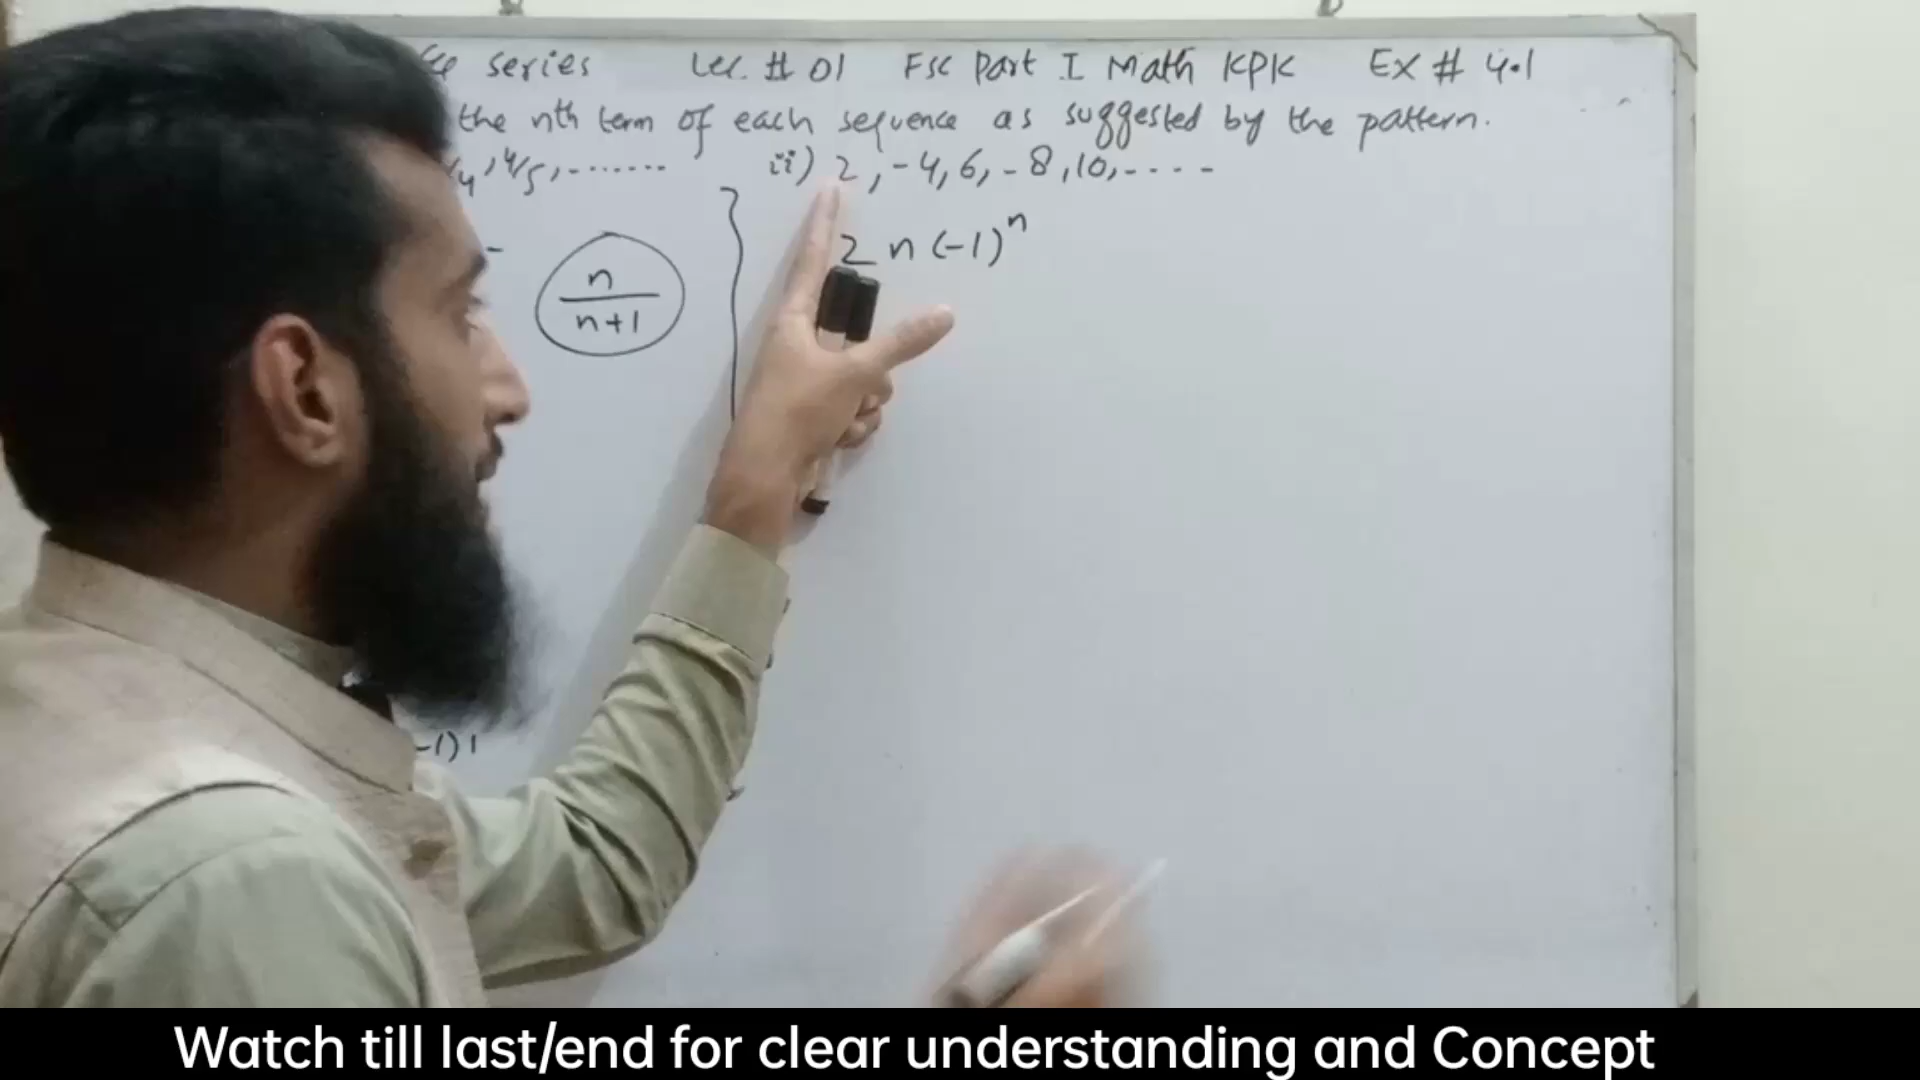 series Lec. # 01 Fsc Part I Math KPK Ex # 4.1
the nth term of each sequence as suggested by the pattern.
4/5, ....... ii) 2, -4, 6, -8, 10, - - - -
2 n (-1)^n
n
n+1
-1) 1
Watch till last/end for clear understanding and Concept